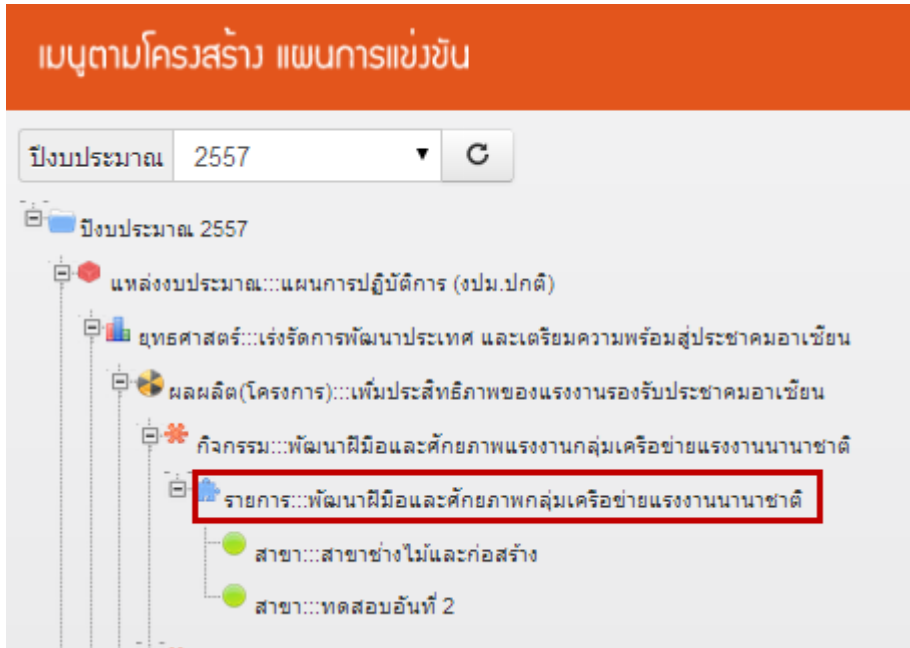 เมนูตามโครงสร้าง แผนการแข่งขัน
ปีงบประมาณ 2557
ปีงบประมาณ 2557
แหล่งงบประมาณ:::แผนการปฏิบัติการ (งปม.ปกติ)
ยุทธศาสตร์:::เร่งรัดการพัฒนาประเทศ และเตรียมความพร้อมสู่ประชาคมอาเซียน
ผลผลิต(โครงการ):::เพิ่มประสิทธิภาพของแรงงานรองรับประชาคมอาเซียน
กิจกรรม:::พัฒนาฝีมือและศักยภาพแรงงานกลุ่มเครือข่ายแรงงานนานาชาติ
รายการ:::พัฒนาฝีมือและศักยภาพกลุ่มเครือข่ายแรงงานนานาชาติ
สาขา:::สาขาช่างไม้และก่อสร้าง
สาขา:::ทดสอบอันที่ 2